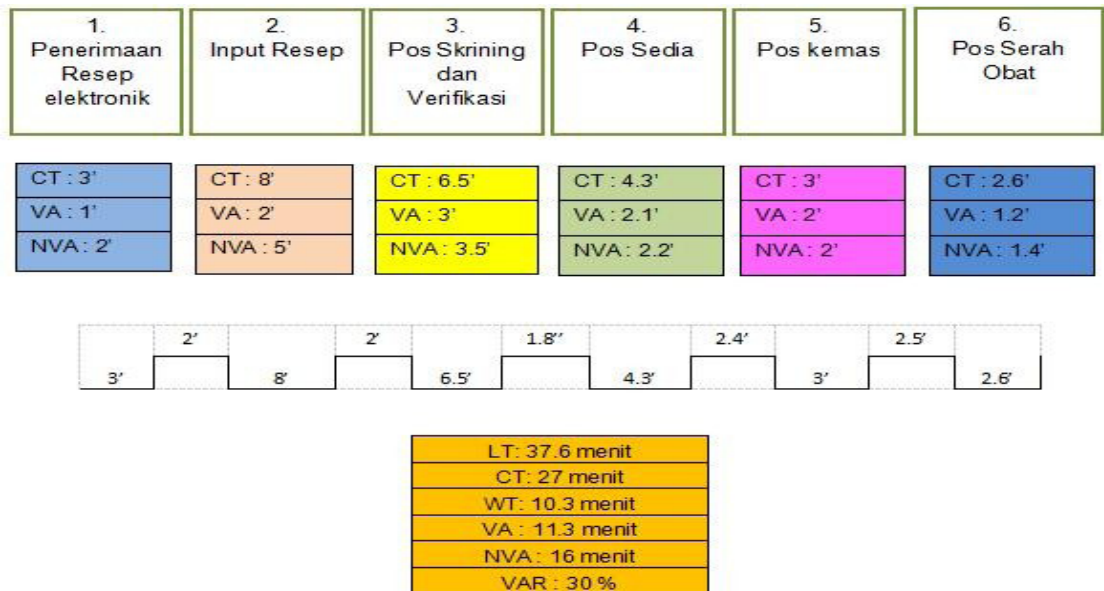 1.
Penerimaan
Resep
elektronik
2.
Input Resep
3.
Pos Skrining
dan
Verifikasi
4.
Pos Sedia
5.
Pos kemas
6.
Pos Serah
Obat
CT : 3'
VA : 1'
NVA : 2'
CT : 8'
VA : 2'
NVA : 5'
CT : 6.5'
VA : 3'
NVA : 3.5'
CT : 4.3'
VA : 2.1'
NVA : 2.2'
CT : 3'
VA : 2'
NVA : 2'
CT : 2.6'
VA : 1.2'
NVA : 1.4'
2’ 2’ 1.8’’ 2.4’ 2.5’
3’ 8’ 6.5’ 4.3’ 3’ 2.6’
LT: 37.6 menit
CT: 27 menit
WT: 10.3 menit
VA : 11.3 menit
NVA : 16 menit
VAR : 30 %